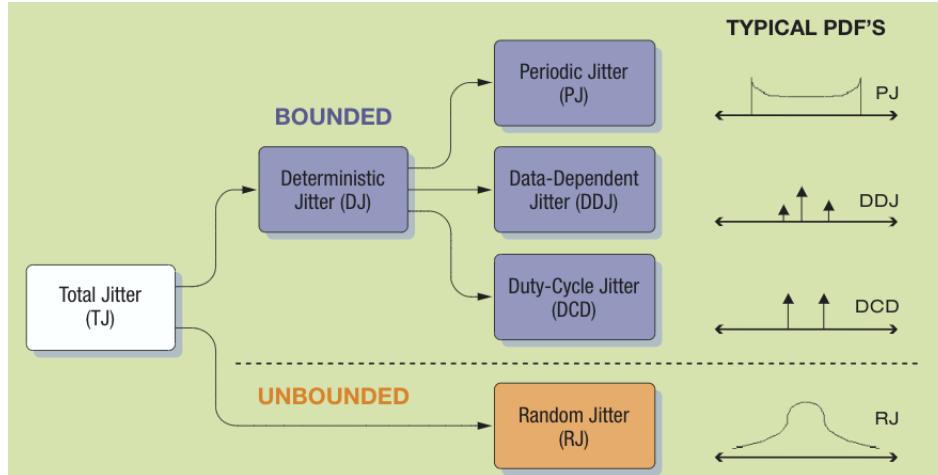 TYPICAL PDF'S
Periodic Jitter
(PJ)
PJ
BOUNDED
Deterministic
Jitter (DJ)
Data-Dependent
Jitter (DDJ)
DDJ
Total Jitter
(TJ)
Duty-Cycle Jitter
(DCD)
DCD
UNBOUNDED
Random Jitter
(RJ)
RJ